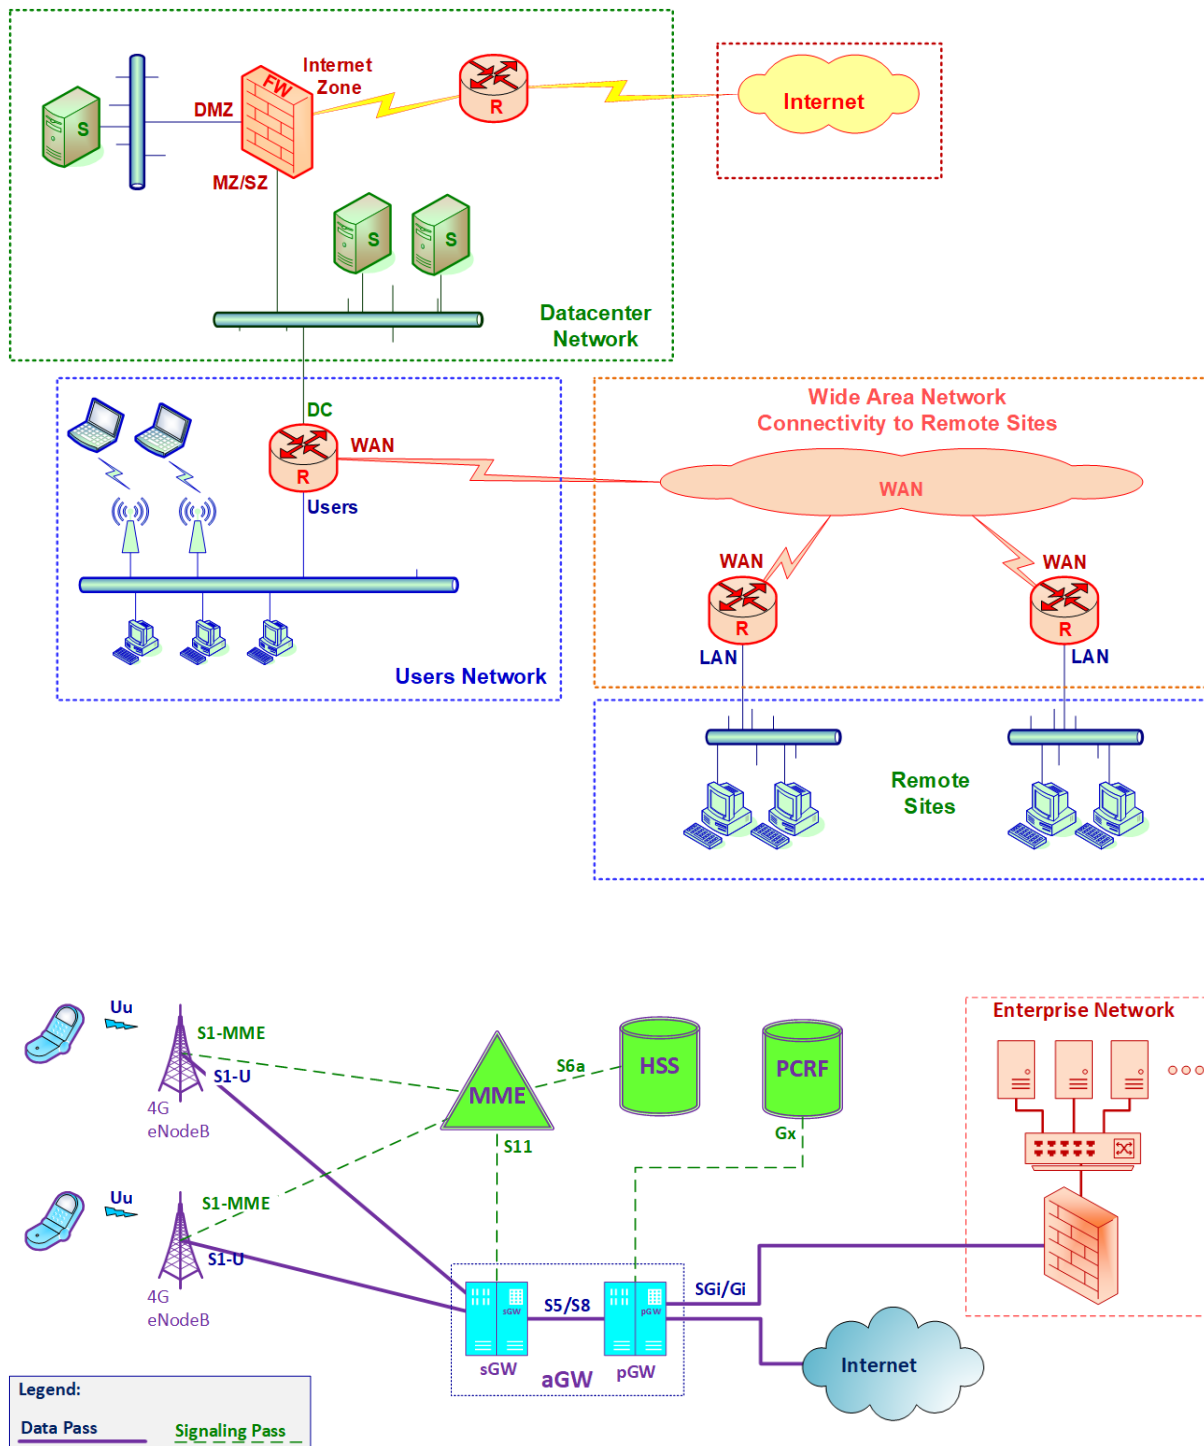 FW
Internet
Zone
R
Internet
S
DMZ
MZ/SZ
S
S
Datacenter
Network
DC
R
WAN
Users
Users Network
Wide Area Network
Connectivity to Remote Sites
WAN
WAN
R
LAN
WAN
R
LAN
Remote
Sites
Uu
S1-MME
S1-U
4G
eNodeB
MME
S6a
HSS
PCRF
Gx
S11
Enterprise Network
Uu
S1-MME
S1-U
4G
eNodeB
sGW
S5/S8
pGW
SGi/Gi
sGW
aGW
pGW
Internet
Legend:
Data Pass
Signaling Pass